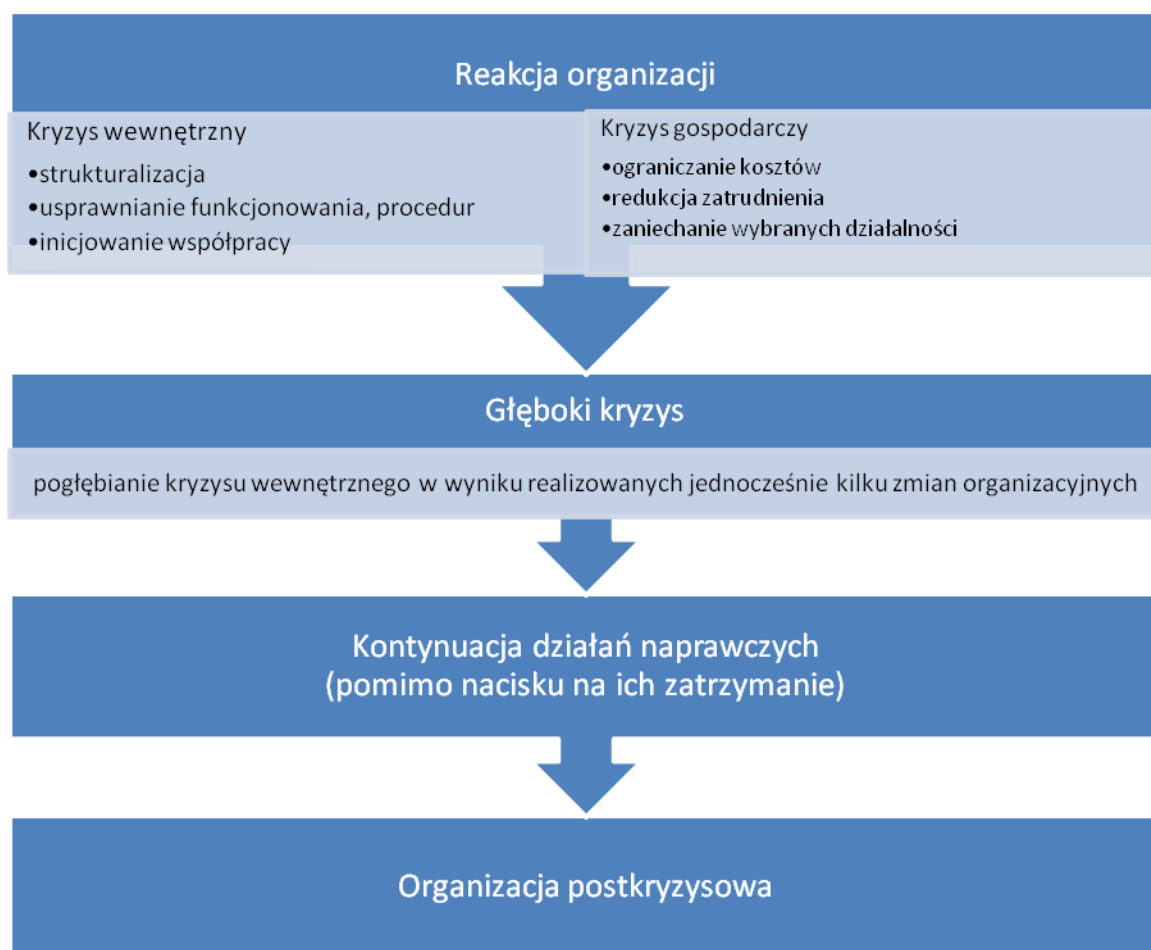 Reakcja organizacji
Kryzys wewnętrzny
•strukturalizacja
•usprawnianie funkcjonowania, procedur
•inicjowanie współpracy
Kryzys gospodarczy
•ograniczanie kosztów
•redukcja zatrudnienia
•zaniechanie wybranych działalności
Głęboki kryzys
pogłębianie kryzysu wewnętrznego w wyniku realizowanych jednocześnie kilku zmian organizacyjnych
Kontynuacja działań naprawczych
(pomimo nacisku na ich zatrzymanie)
Organizacja postkryzysowa